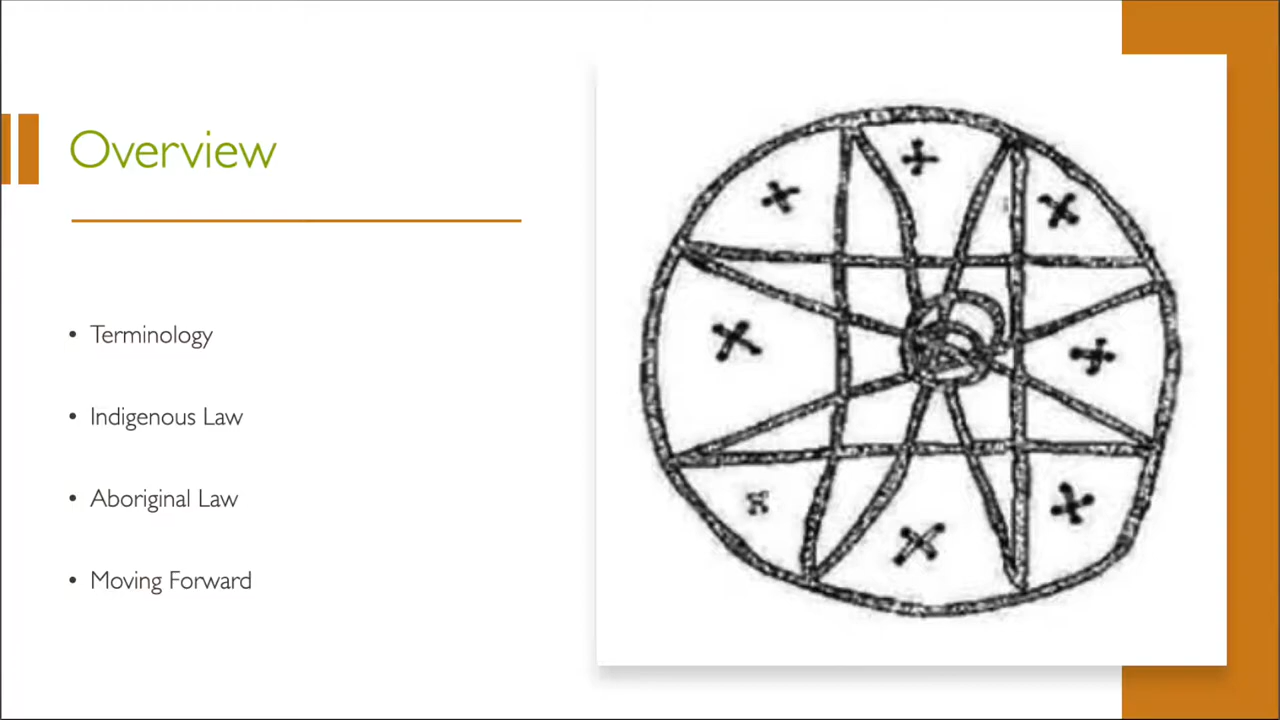 Overview
• Terminology
• Indigenous Law
• Aboriginal Law
• Moving Forward